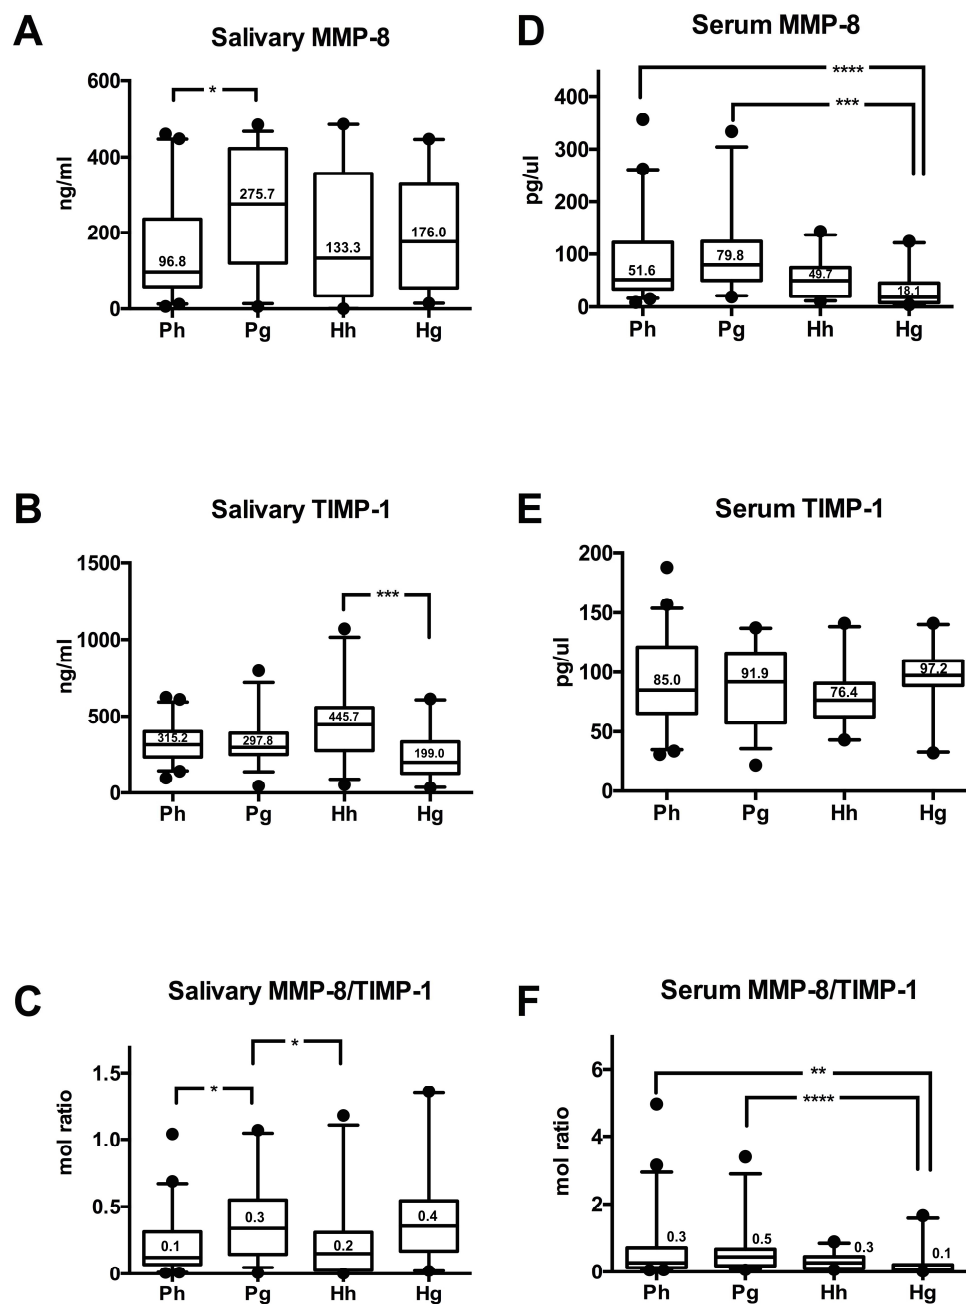 A
Salivary MMP-8
ng/ml
600
400
200
0
*
96.8
275.7
133.3
176.0
Ph Pg Hh Hg
D
Serum MMP-8
pg/ul
400
300
200
100
0
****
***
51.6
79.8
49.7
18.1
Ph Pg Hh Hg
B
Salivary TIMP-1
ng/ml
1500
1000
500
0
***
315.2
297.8
445.7
199.0
Ph Pg Hh Hg
E
Serum TIMP-1
pg/ul
200
150
100
50
0
85.0
91.9
76.4
97.2
Ph Pg Hh Hg
C
Salivary MMP-8/TIMP-1
mol ratio
1.5
1.0
0.5
0
*
*
0.1
0.3
0.2
0.4
Ph Pg Hh Hg
F
Serum MMP-8/TIMP-1
mol ratio
6
4
2
0
**
****
0.3
0.5
0.3
0.1
Ph Pg Hh Hg